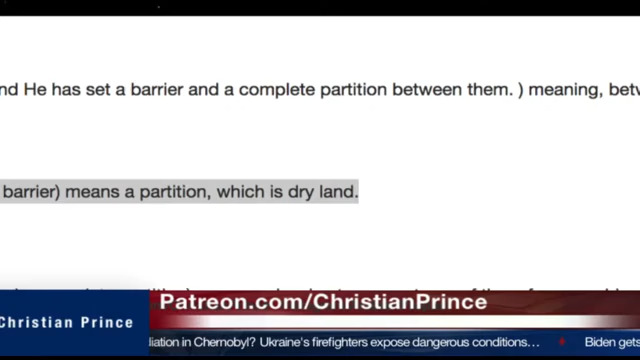 nd He has set a barrier and a complete partition between them. ) meaning, betw
barrier) means a partition, which is dry land.
Patreon.com/ChristianPrince
Christian Prince
liation in Chernobyl? Ukraine's firefighters expose dangerous conditions… Biden gets